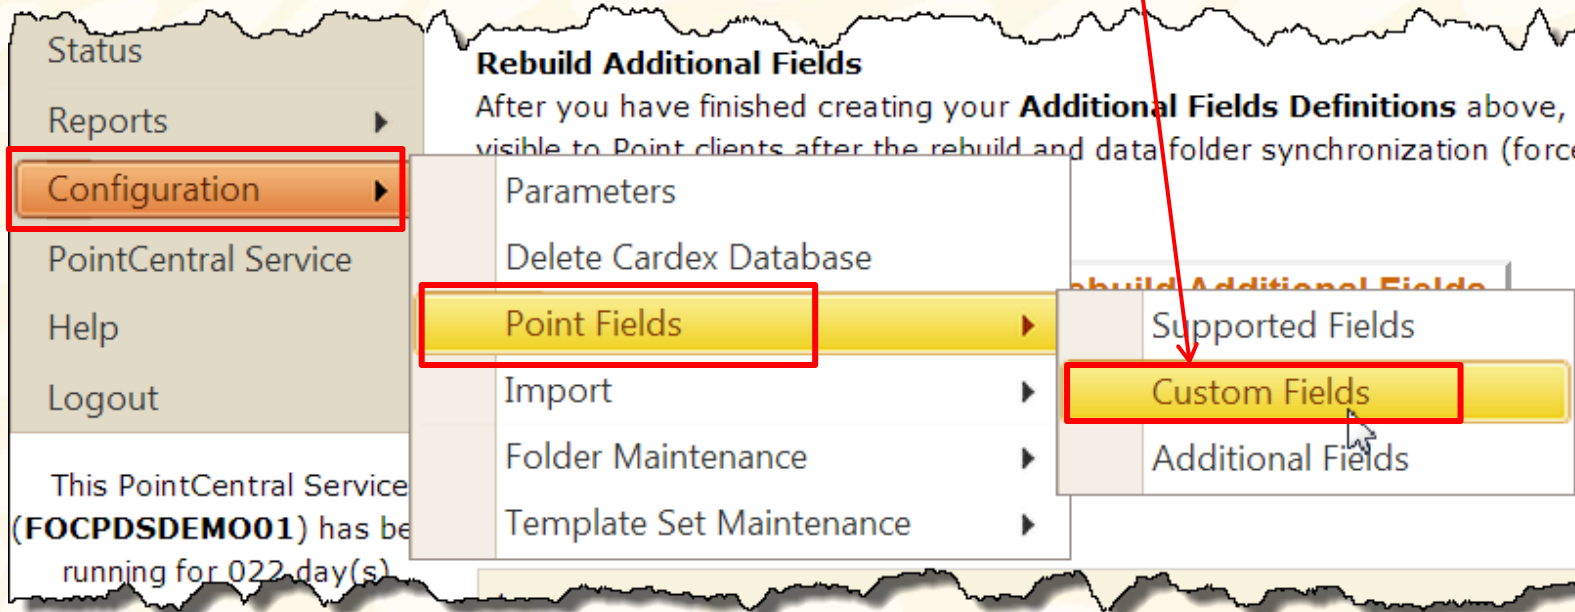 Status
Reports
Configuration
PointCentral Service
Help
Logout
This PointCentral Service
(FOCPDSDEMO01) has be
running for 022 day(s)
Rebuild Additional Fields
After you have finished creating your Additional Fields Definitions above,
visible to Point clients after the rebuild and data folder synchronization (force
ebuild Additional Fields
Parameters
Delete Cardex Database
Point Fields
Import
Folder Maintenance
Template Set Maintenance
Supported Fields
Custom Fields
Additional Fields